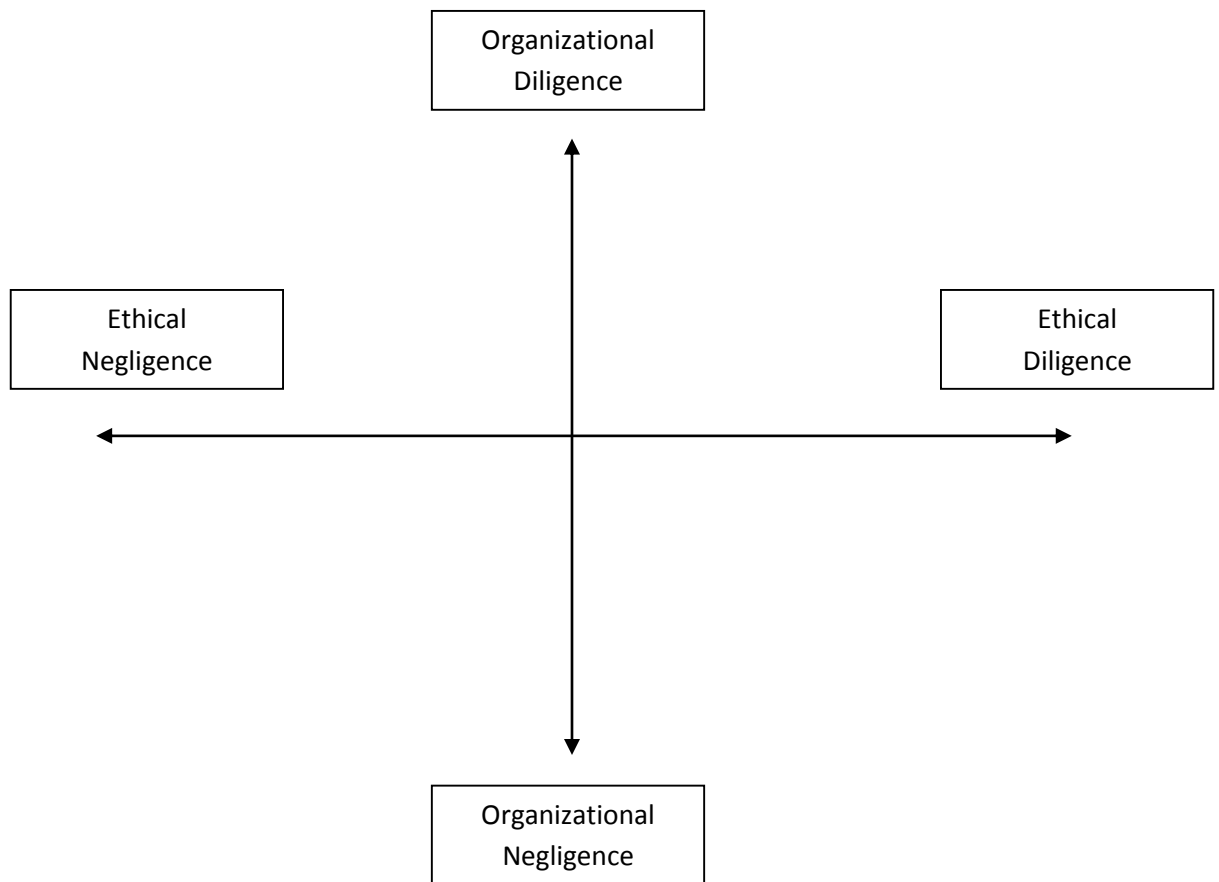 Organizational
Diligence
Ethical
Negligence
Ethical
Diligence
Organizational
Negligence